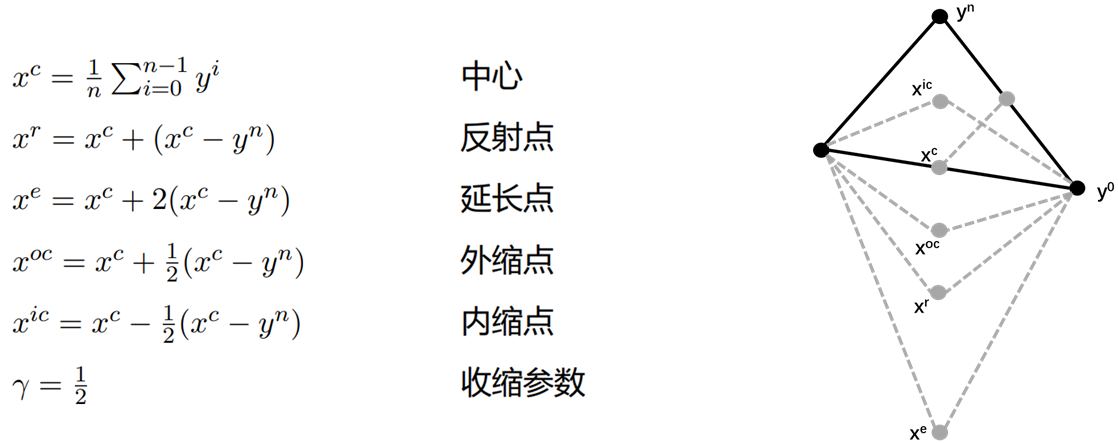 x^c = \frac{1}{n} \sum_{i=0}^{n-1} y^i 中心
x^r = x^c + (x^c − y^n) 反射点
x^e = x^c + 2(x^c − y^n) 延长点
x^{oc} = x^c + \frac{1}{2}(x^c − y^n) 外缩点
x^{ic} = x^c − \frac{1}{2}(x^c − y^n) 内缩点
γ = \frac{1}{2} 收缩参数
y^n
x^{ic}
x^c
y^0
x^{oc}
x^r
x^e